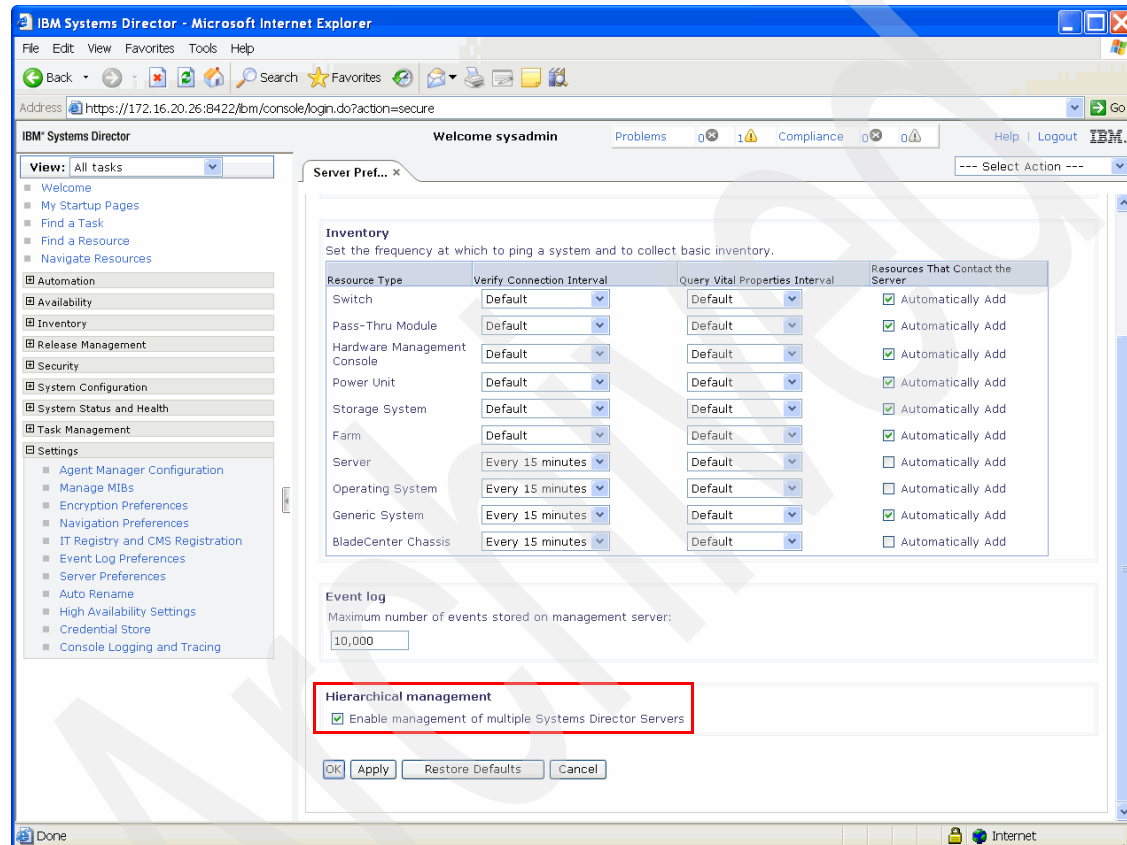 IBM Systems Director - Microsoft Internet Explorer
File Edit View Favorites Tools Help
Back Search Favorites
Address https://172.16.20.26:8422/ibm/console/login.do?action=secure Go
IBM® Systems Director Welcome sysadmin Problems 0 1 Compliance 0 0 Help Logout IBM.
View: All tasks
Server Pref... × --- Select Action ---
Welcome
My Startup Pages
Find a Task
Find a Resource
Navigate Resources
Automation
Availability
Inventory
Release Management
Security
System Configuration
System Status and Health
Task Management
Settings
Agent Manager Configuration
Manage MIBs
Encryption Preferences
Navigation Preferences
IT Registry and CMS Registration
Event Log Preferences
Server Preferences
Auto Rename
High Availability Settings
Credential Store
Console Logging and Tracing
Inventory
Set the frequency at which to ping a system and to collect basic inventory.
Resource Type Verify Connection Interval Query Vital Properties Interval Resources That Contact the Server
Switch Default Default Automatically Add
Pass-Thru Module Default Default Automatically Add
Hardware Management Console Default Default Automatically Add
Power Unit Default Default Automatically Add
Storage System Default Default Automatically Add
Farm Default Default Automatically Add
Server Every 15 minutes Default Automatically Add
Operating System Every 15 minutes Default Automatically Add
Generic System Every 15 minutes Default Automatically Add
BladeCenter Chassis Every 15 minutes Default Automatically Add
Event log
Maximum number of events stored on management server:
10,000
Hierarchical management
Enable management of multiple Systems Director Servers
OK Apply Restore Defaults Cancel
Done Internet
Archived